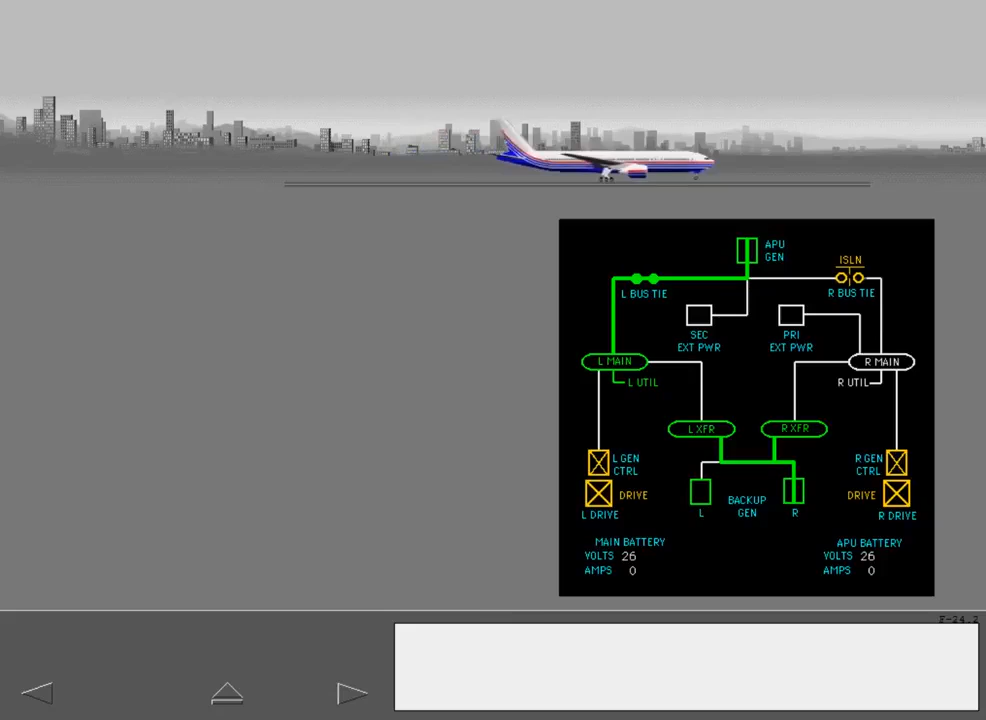 APU
GEN
ISLN
L BUS TIE
R BUS TIE
SEC
EXT PWR
PRI
EXT PWR
L MAIN
R MAIN
L UTIL
R UTIL
L XFR
R XFR
L GEN
CTRL
R GEN
CTRL
DRIVE
DRIVE
L DRIVE
BACKUP
GEN
L
R
R DRIVE
MAIN BATTERY
VOLTS 26
AMPS 0
APU BATTERY
VOLTS 26
AMPS 0